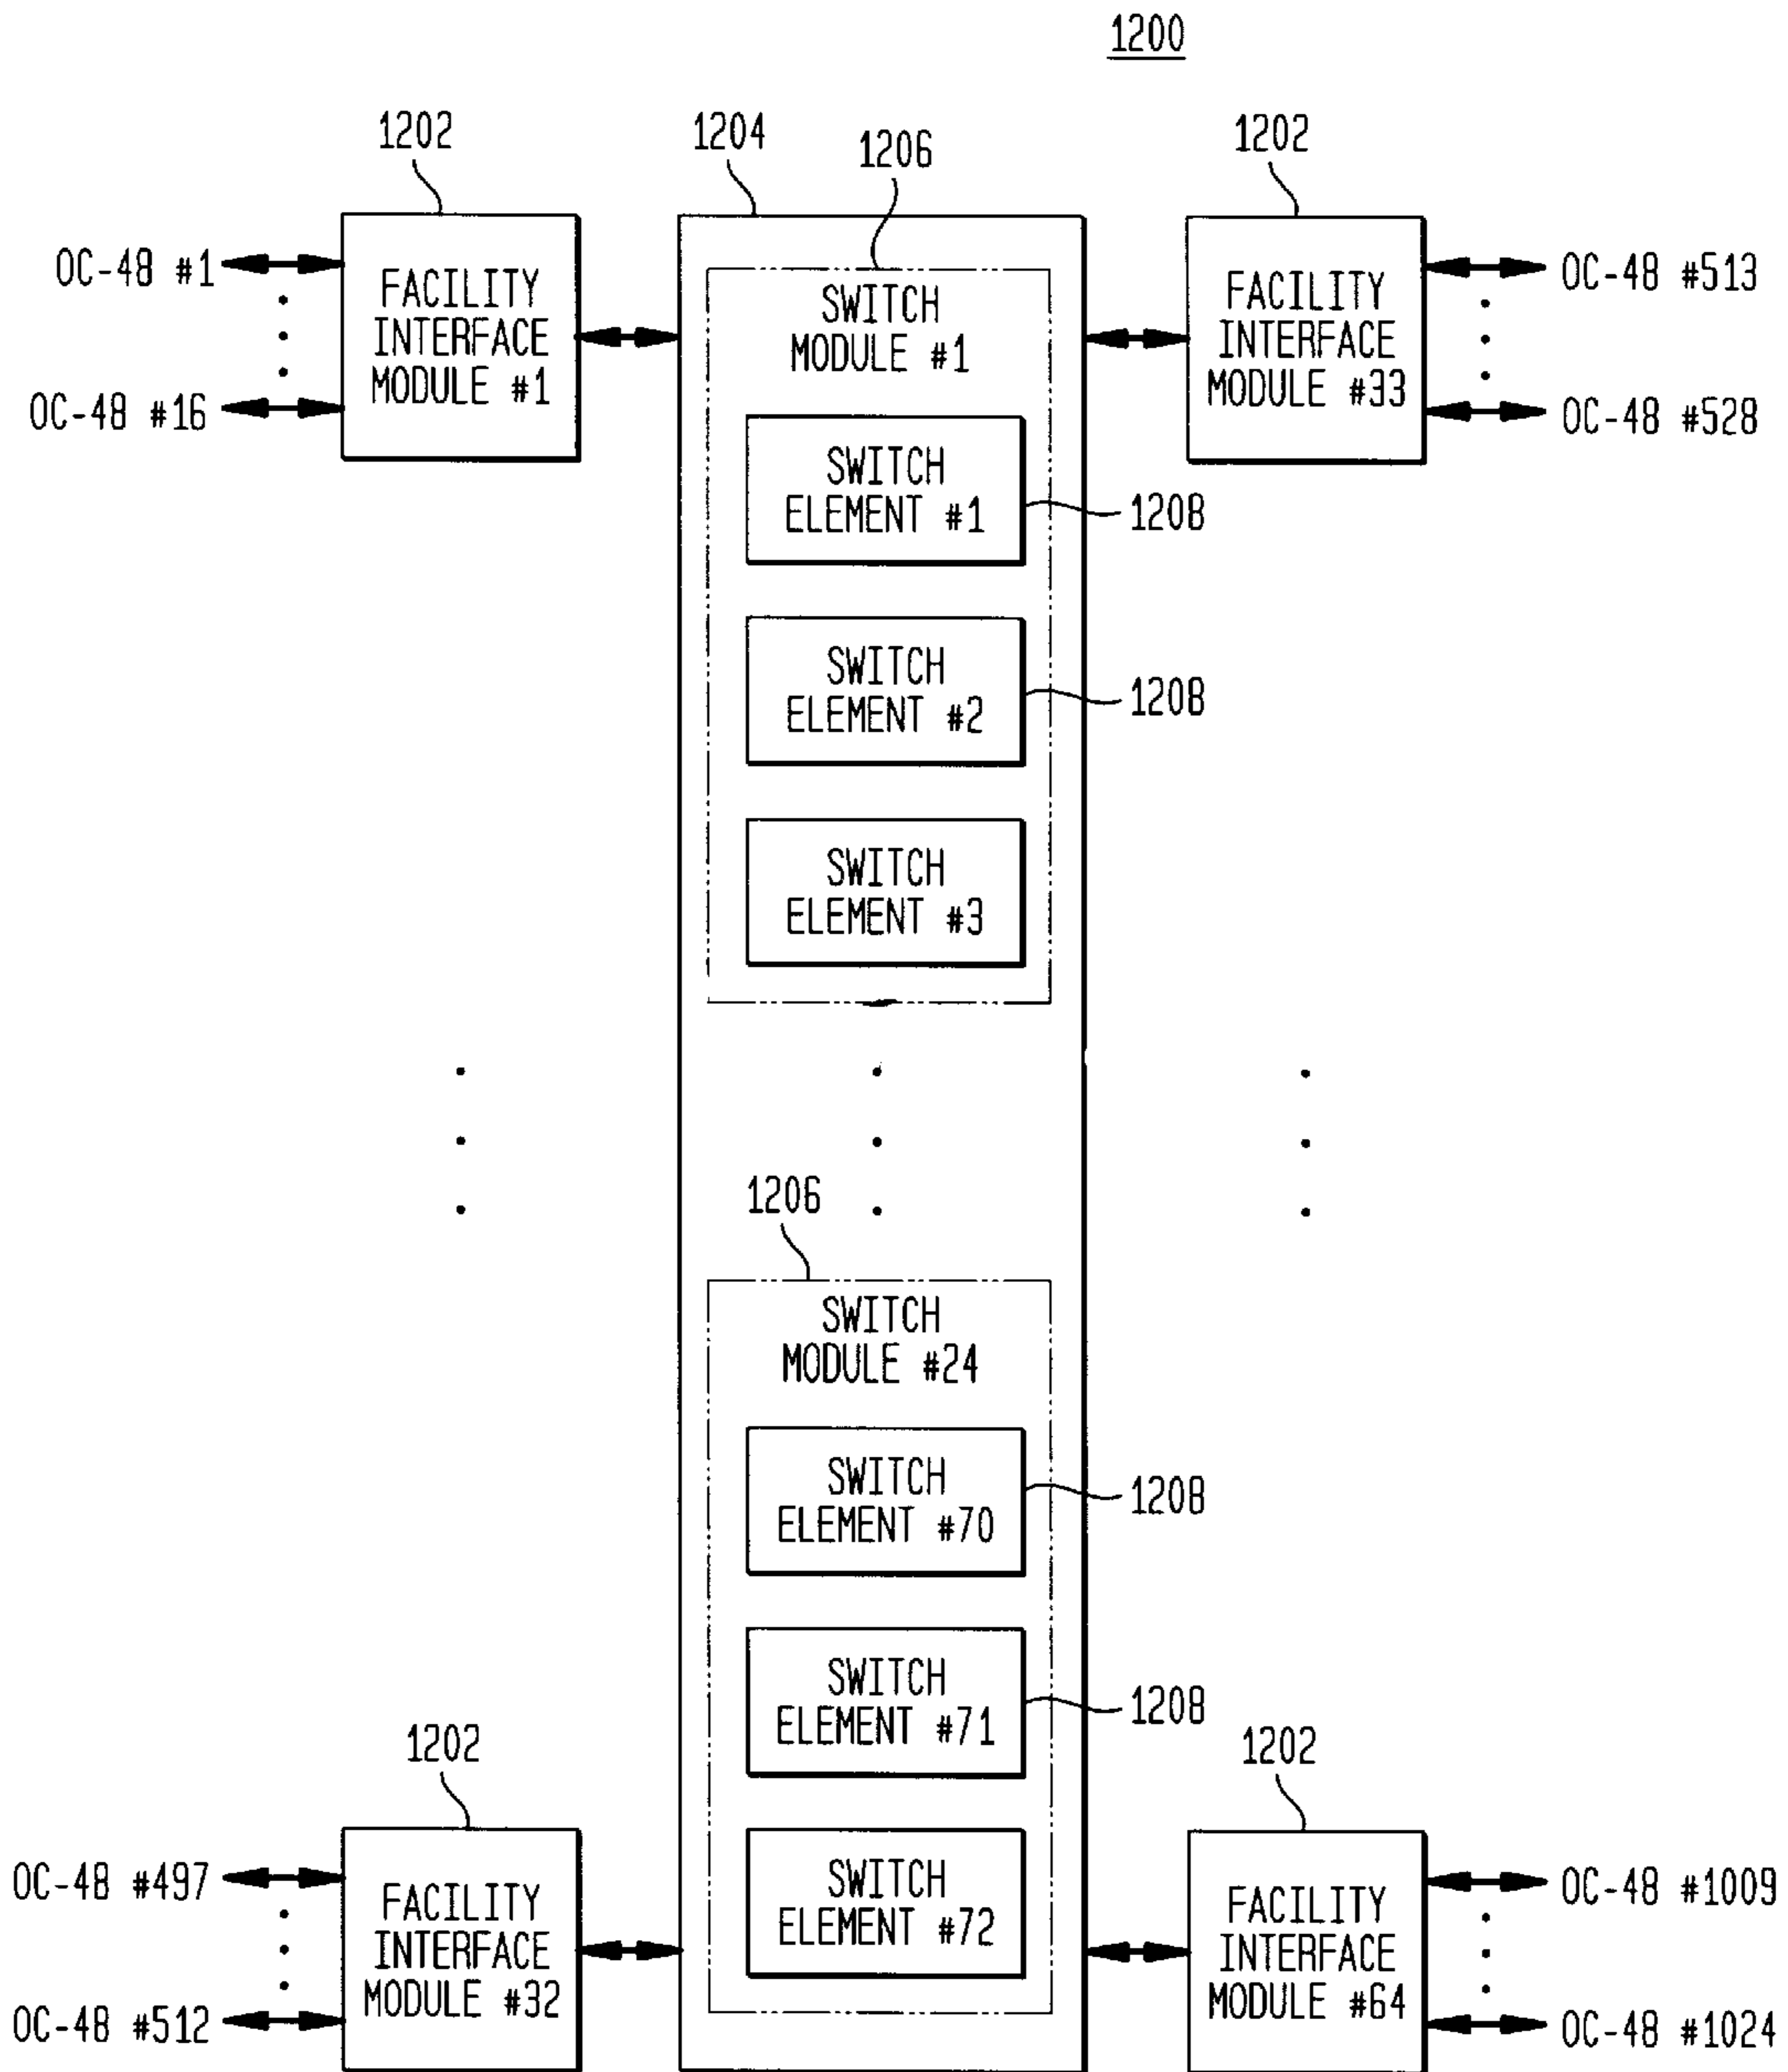 1200
1202
1204
1206
1202
OC-48 #1
OC-48 #16
FACILITY
INTERFACE
MODULE #1
SWITCH
MODULE #1
FACILITY
INTERFACE
MODULE #33
OC-48 #513
OC-48 #528
SWITCH
ELEMENT #1
1208
SWITCH
ELEMENT #2
1208
SWITCH
ELEMENT #3
1206
SWITCH
MODULE #24
SWITCH
ELEMENT #70
1208
SWITCH
ELEMENT #71
1208
1202
1202
OC-48 #497
OC-48 #512
FACILITY
INTERFACE
MODULE #32
SWITCH
ELEMENT #72
FACILITY
INTERFACE
MODULE #64
OC-48 #1009
OC-48 #1024